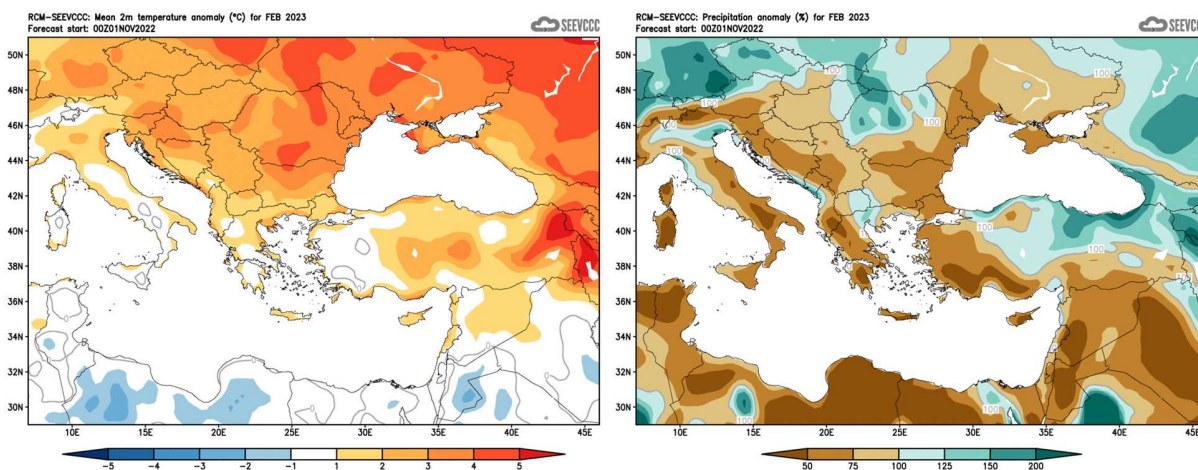 RCM-SEEVCCC: Mean 2m temperature anomaly (°C) for FEB 2023
Forecast start: 00Z01NOV2022
SEEVCCC
50N
48N
46N
44N
42N
40N
38N
36N
34N
32N
30N
10E 15E 20E 25E 30E 35E 40E 45E
-5 -4 -3 -2 -1 1 2 3 4 5
RCM-SEEVCCC: Precipitation anomaly (%) for FEB 2023
Forecast start: 00Z01NOV2022
SEEVCCC
50N
48N
46N
44N
42N
40N
38N
36N
34N
32N
30N
100
100
100
100
100
100
100
100
100
10E 15E 20E 25E 30E 35E 40E 45E
50 75 100 125 150 200